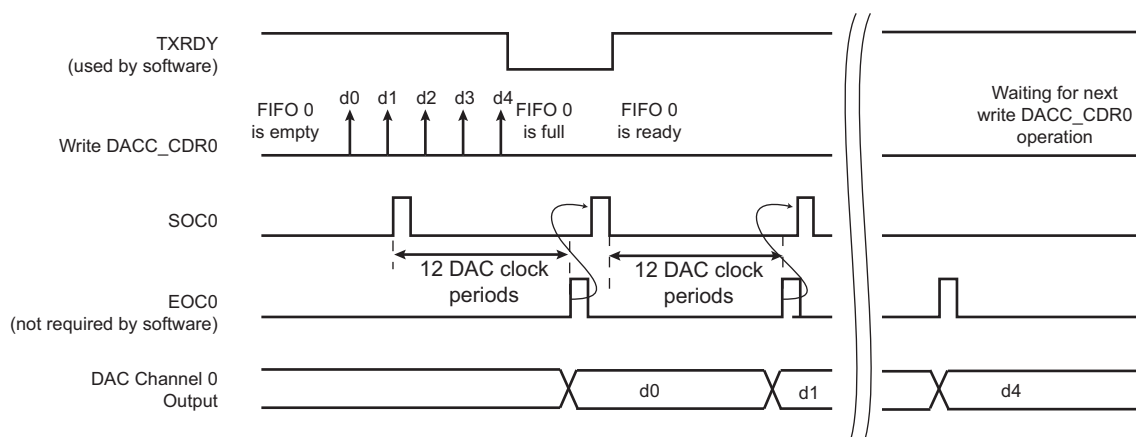 TXRDY
(used by software)
FIFO 0
is empty
d0
d1
d2
d3
d4
FIFO 0
is full
FIFO 0
is ready
Waiting for next
write DACC_CDR0
operation
Write DACC_CDR0
SOC0
12 DAC clock
periods
12 DAC clock
periods
EOC0
(not required by software)
DAC Channel 0
Output
d0
d1
d4